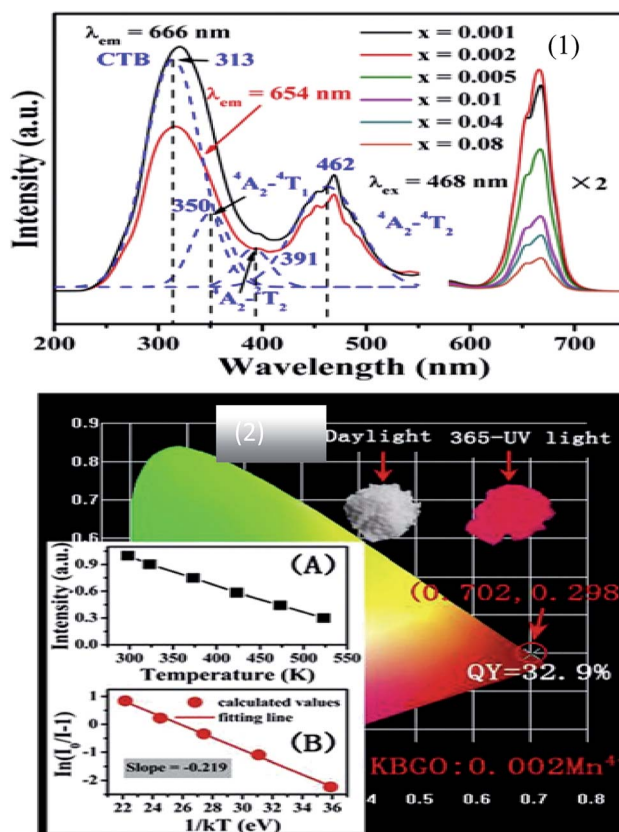 λem = 666 nm
CTB
313
λem = 654 nm
⁴A₂-⁴T₁
350
462
⁴A₂-⁴T₂
391
A₂-²T₂
x = 0.001
x = 0.002
x = 0.005
x = 0.01
x = 0.04
x = 0.08
(1)
λex = 468 nm
×2
Intensity (a.u.)
200 300 400 500 600 700
Wavelength (nm)
(2)
Daylight 365-UV light
0.9
0.8
0.7
0.6
(0.702, 0.298
QY=32.9%
KBGO:0.002Mn⁴
4 0.5 0.6 0.7 0.8
(A)
Intensity (a.u.)
0.9
0.6
0.3
0.0
300 350 400 450 500 550
Temperature (K)
(B)
calculated values
fitting line
Slope = -0.219
ln(I₀/I-1)
1
0
-1
-2
22 24 26 28 30 32 34 36
1/kT (eV)